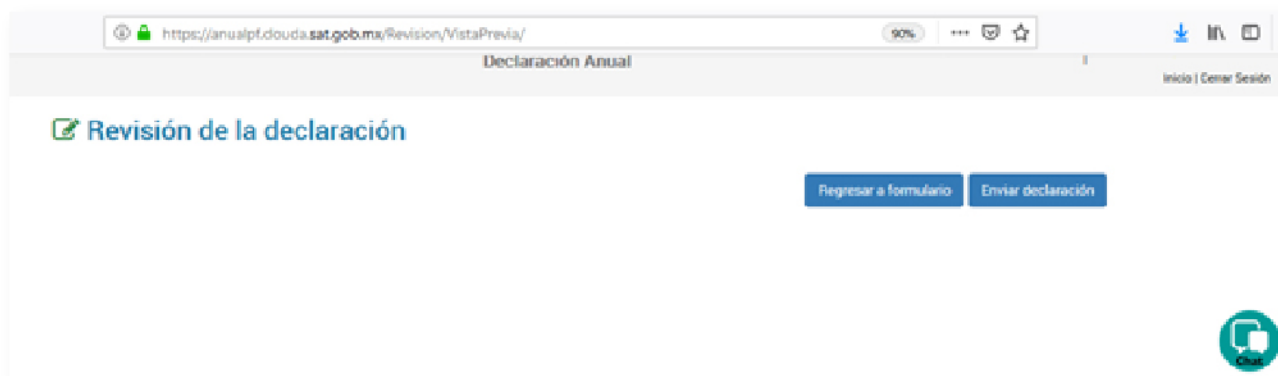 https://anualpf.clouda.sat.gob.mx/Revision/VistaPrevia/ 90%
Declaración Anual
Inicio | Cerrar Sesión
Revisión de la declaración
Regresar a formulario Enviar declaración
Chat